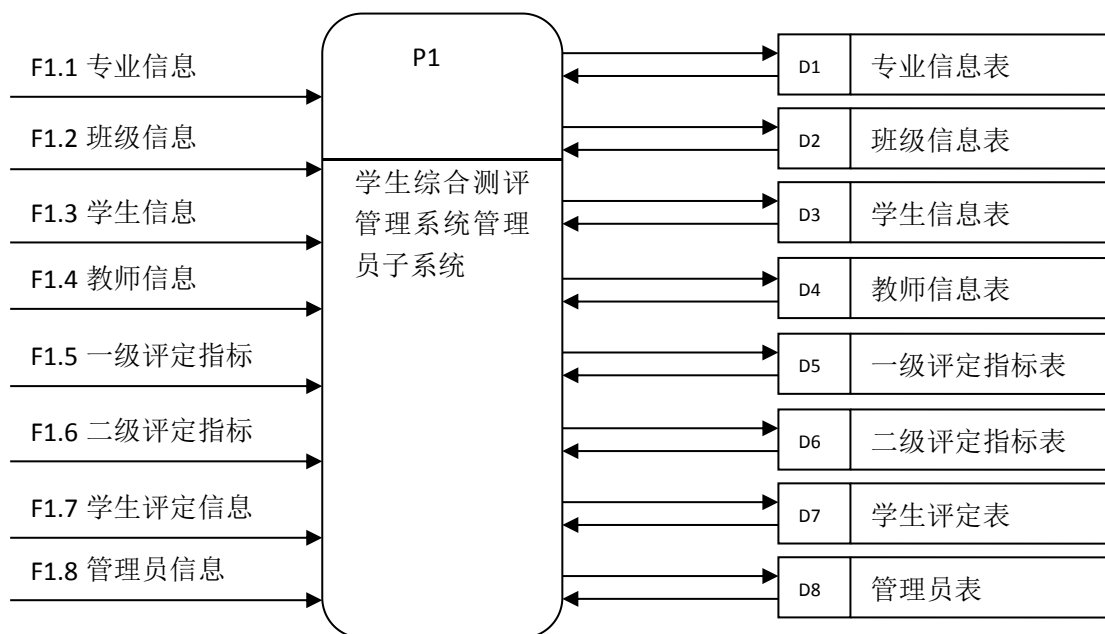 F1.1 专业信息
F1.2 班级信息
F1.3 学生信息
F1.4 教师信息
F1.5 一级评定指标
F1.6 二级评定指标
F1.7 学生评定信息
F1.8 管理员信息
P1
学生综合测评
管理系统管理
员子系统
D1 专业信息表
D2 班级信息表
D3 学生信息表
D4 教师信息表
D5 一级评定指标表
D6 二级评定指标表
D7 学生评定表
D8 管理员表